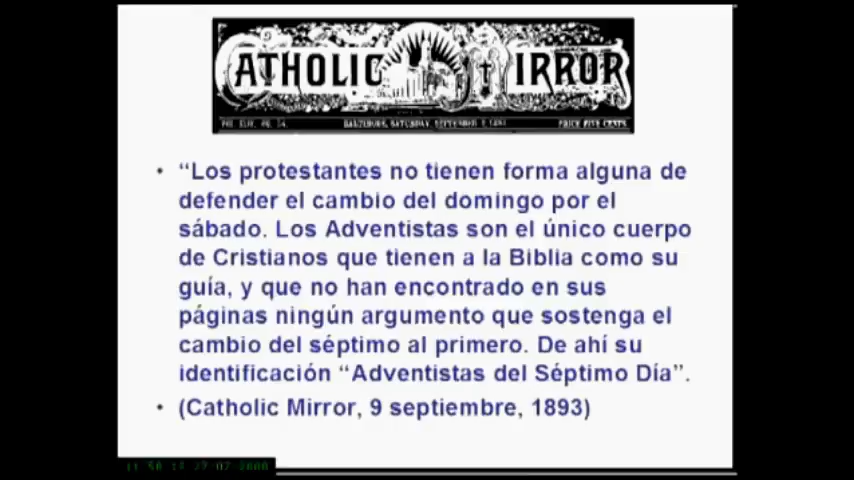 CATHOLIC MIRROR
BALTIMORE, SATURDAY, SEPTEMBER
PRICE FIVE CENTS.
• “Los protestantes no tienen forma alguna de
defender el cambio del domingo por el
sábado. Los Adventistas son el único cuerpo
de Cristianos que tienen a la Biblia como su
guía, y que no han encontrado en sus
páginas ningún argumento que sostenga el
cambio del séptimo al primero. De ahí su
identificación “Adventistas del Séptimo Día”.
• (Catholic Mirror, 9 septiembre, 1893)